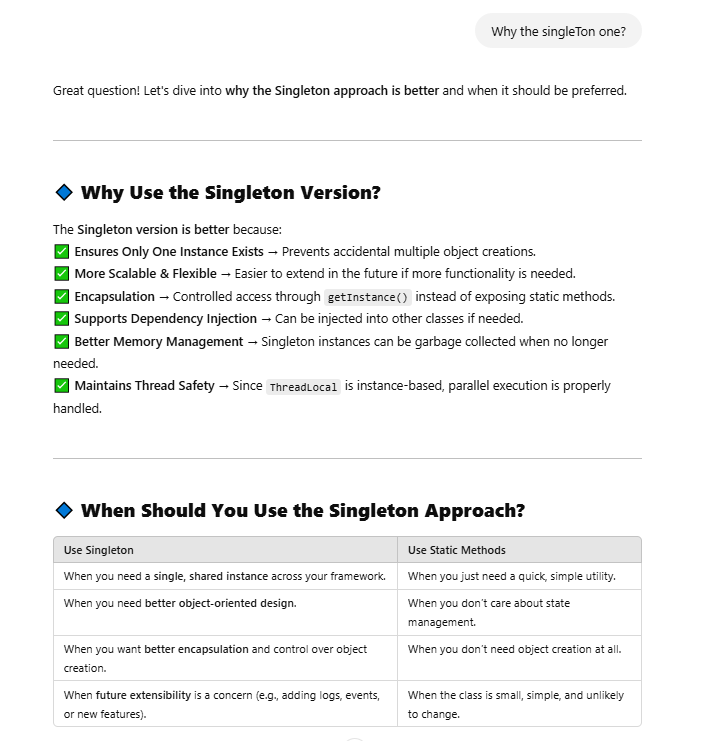 Why the singleTon one?
Great question! Let's dive into why the Singleton approach is better and when it should be preferred.
Why Use the Singleton Version?
The Singleton version is better because:
Ensures Only One Instance Exists → Prevents accidental multiple object creations.
More Scalable & Flexible → Easier to extend in the future if more functionality is needed.
Encapsulation → Controlled access through getInstance() instead of exposing static methods.
Supports Dependency Injection → Can be injected into other classes if needed.
Better Memory Management → Singleton instances can be garbage collected when no longer
needed.
Maintains Thread Safety → Since ThreadLocal is instance-based, parallel execution is properly
handled.
When Should You Use the Singleton Approach?
Use Singleton
Use Static Methods
When you need a single, shared instance across your framework.
When you just need a quick, simple utility.
When you need better object-oriented design.
When you don't care about state
management.
When you want better encapsulation and control over object
creation.
When you don't need object creation at all.
When future extensibility is a concern (e.g., adding logs, events,
or new features).
When the class is small, simple, and unlikely
to change.